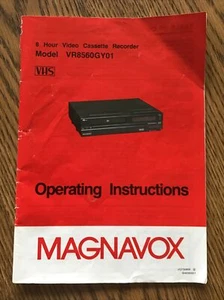 8 Hour Video Cassette Recorder
Model VR8560GY01
VHS
Operating Instructions
MAGNAVOX